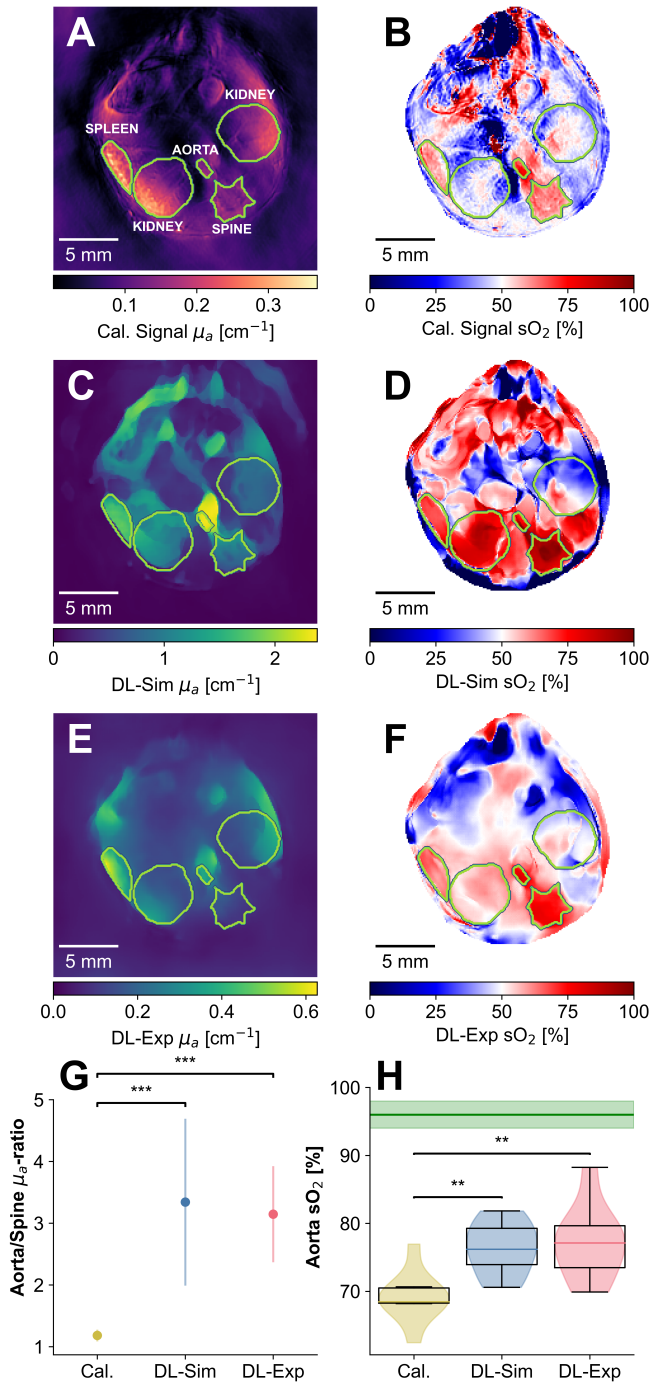 A
KIDNEY
SPLEEN
AORTA
KIDNEY
SPINE
5 mm
0.1 0.2 0.3
Cal. Signal μₐ [cm⁻¹]
B
5 mm
0 25 50 75 100
Cal. Signal sO₂ [%]
C
5 mm
0 1 2
DL-Sim μₐ [cm⁻¹]
D
5 mm
0 25 50 75 100
DL-Sim sO₂ [%]
E
5 mm
0.0 0.2 0.4 0.6
DL-Exp μₐ [cm⁻¹]
F
5 mm
0 25 50 75 100
DL-Exp sO₂ [%]
G
***
***
5
4
3
2
1
Aorta/Spine μₐ-ratio
Cal. DL-Sim DL-Exp
H
100
90
80
70
**
**
Aorta sO₂ [%]
Cal. DL-Sim DL-Exp